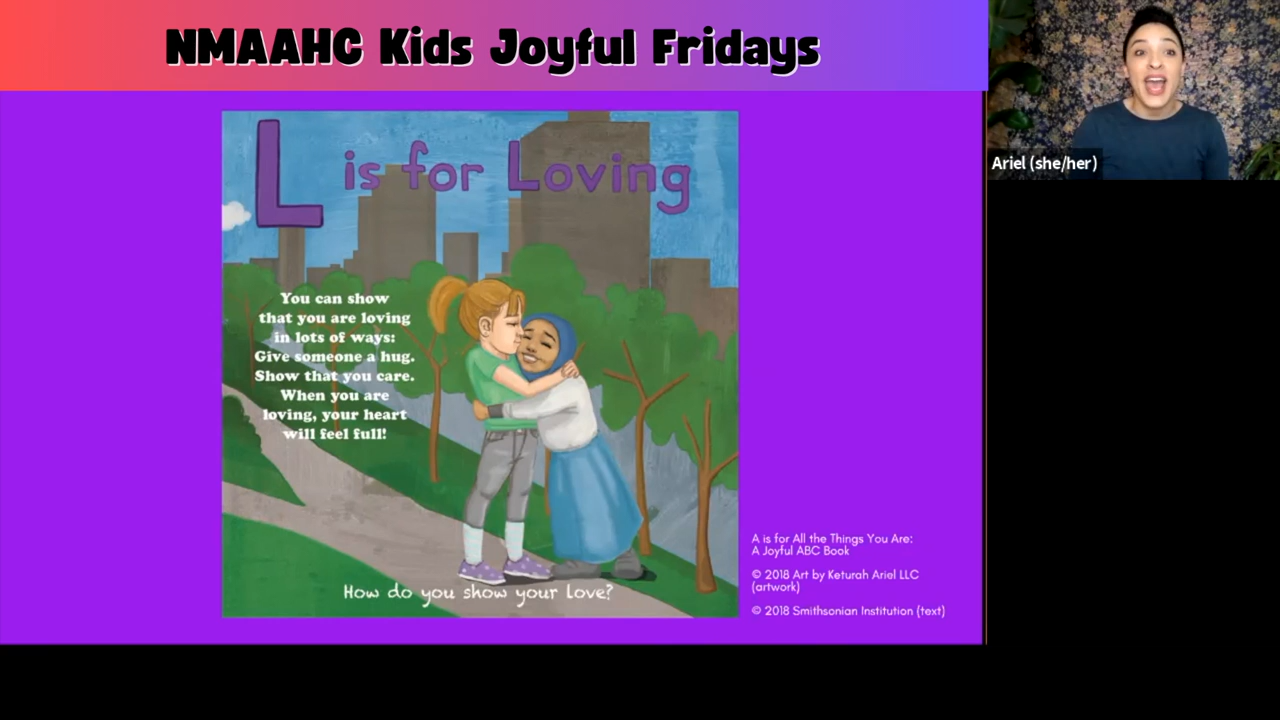 NMAAHC Kids Joyful Fridays
Ariel (she/her)
L is for Loving
You can show
that you are loving
in lots of ways:
Give someone a hug.
Show that you care.
When you are
loving, your heart
will feel full!
How do you show your love?
A is for All the Things You Are:
A Joyful ABC Book
© 2018 Art by Keturah Ariel LLC
(artwork)
© 2018 Smithsonian Institution (text)